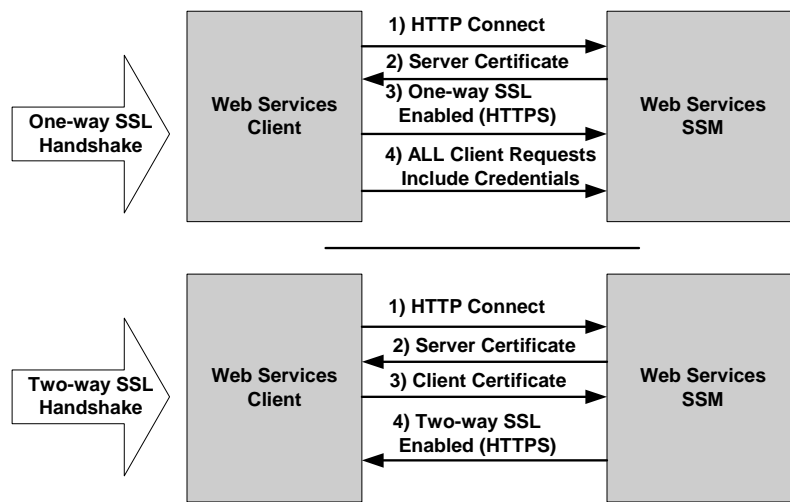 1) HTTP Connect
2) Server Certificate
3) One-way SSL
Enabled (HTTPS)
4) ALL Client Requests
Include Credentials
One-way SSL
Handshake
Web Services
Client
Web Services
SSM
1) HTTP Connect
2) Server Certificate
3) Client Certificate
4) Two-way SSL
Enabled (HTTPS)
Two-way SSL
Handshake
Web Services
Client
Web Services
SSM